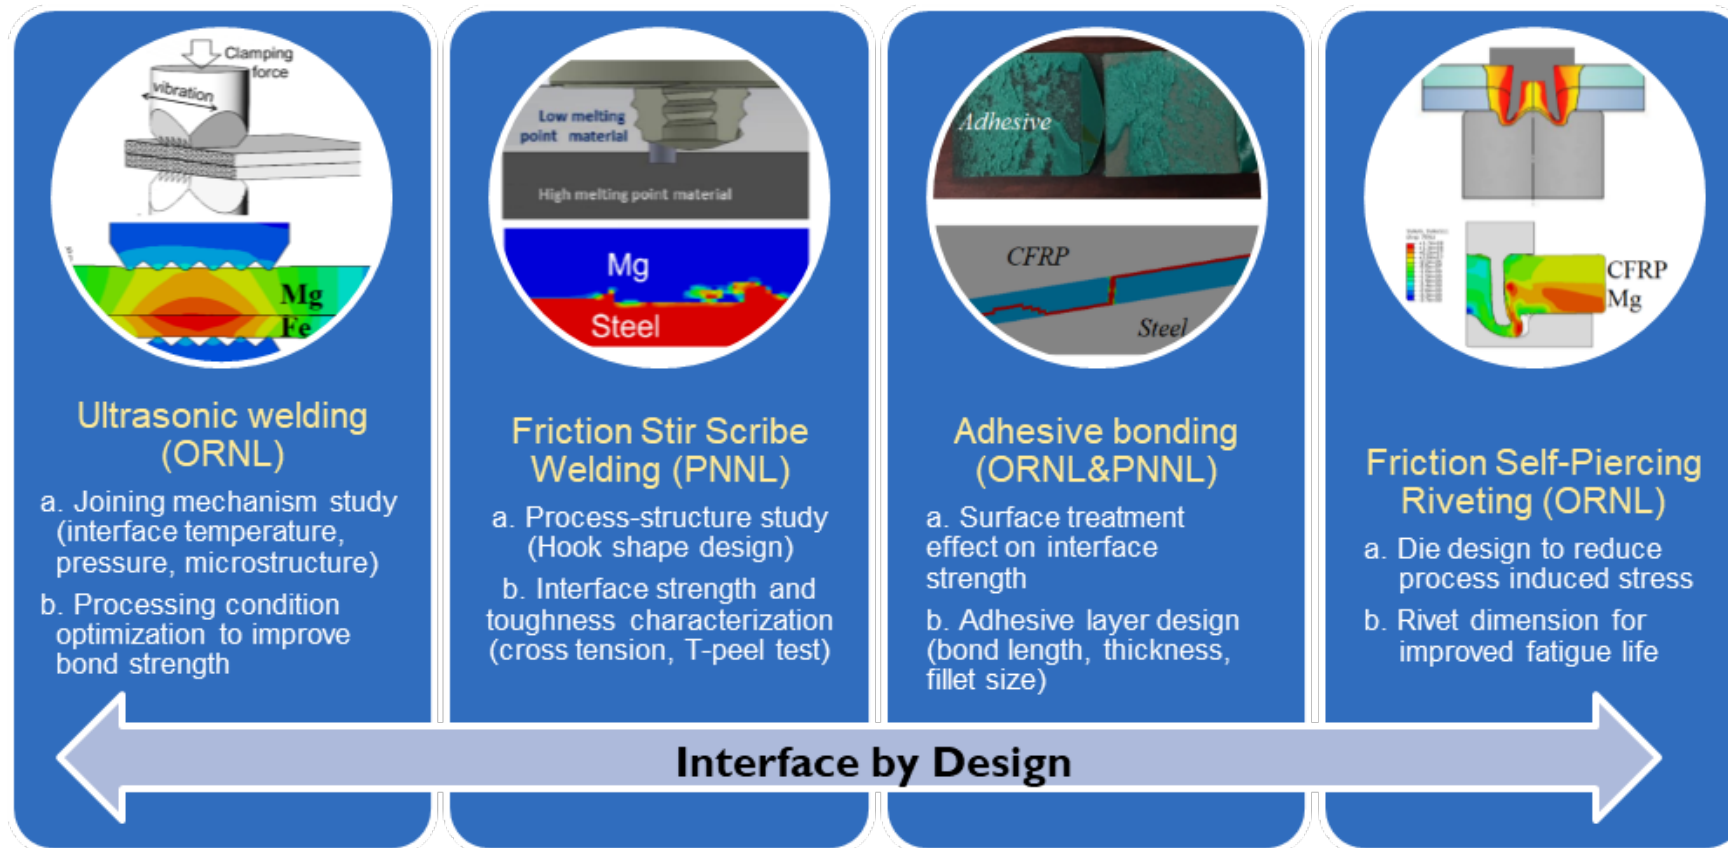 Clamping
force
vibration
Mg
Fe
Ultrasonic welding
(ORNL)
a. Joining mechanism study
(interface temperature,
pressure, microstructure)
b. Processing condition
optimization to improve
bond strength
Low melting
point material
High melting point material
Mg
Steel
Friction Stir Scribe
Welding (PNNL)
a. Process-structure study
(Hook shape design)
b. Interface strength and
toughness characterization
(cross tension, T-peel test)
Adhesive
CFRP
Steel
Adhesive bonding
(ORNL&PNNL)
a. Surface treatment
effect on interface
strength
b. Adhesive layer design
(bond length, thickness,
fillet size)
CFRP
Mg
Friction Self-Piercing
Riveting (ORNL)
a. Die design to reduce
process induced stress
b. Rivet dimension for
improved fatigue life
Interface by Design